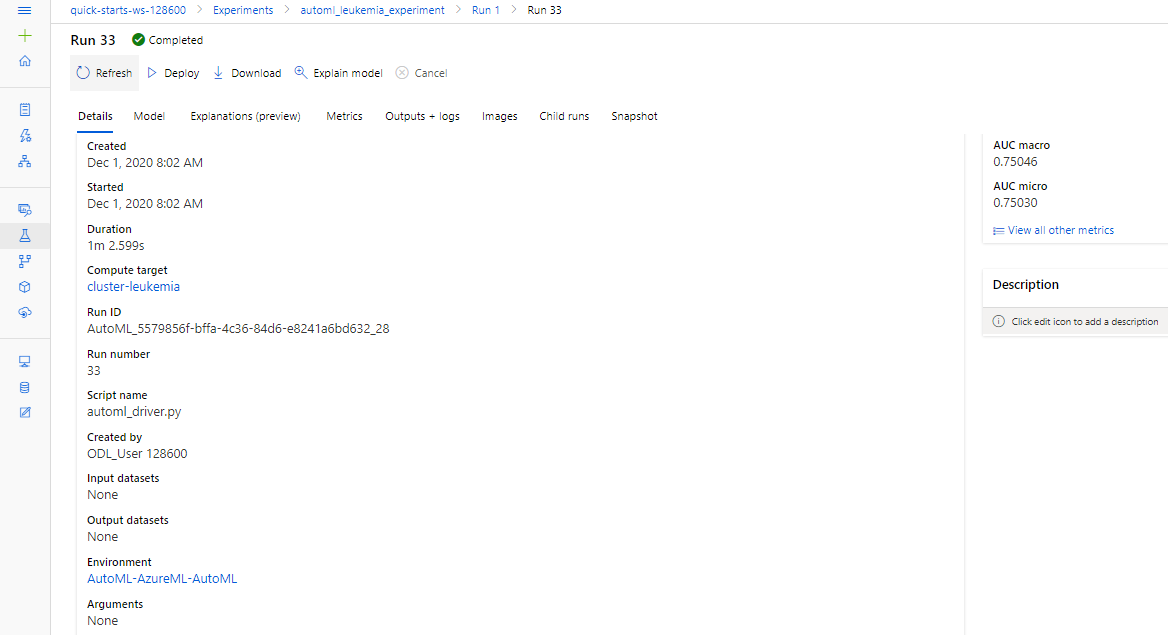 quick-starts-ws-128600 > Experiments > automl_leukemia_experiment > Run 1 > Run 33
Run 33 Completed
Refresh Deploy Download Explain model Cancel
Details Model Explanations (preview) Metrics Outputs + logs Images Child runs Snapshot
Created
Dec 1, 2020 8:02 AM
Started
Dec 1, 2020 8:02 AM
Duration
1m 2.599s
Compute target
cluster-leukemia
Run ID
AutoML_5579856f-bffa-4c36-84d6-e8241a6bd632_28
Run number
33
Script name
automl_driver.py
Created by
ODL_User 128600
Input datasets
None
Output datasets
None
Environment
AutoML-AzureML-AutoML
Arguments
None
AUC macro
0.75046
AUC micro
0.75030
View all other metrics
Description
Click edit icon to add a description